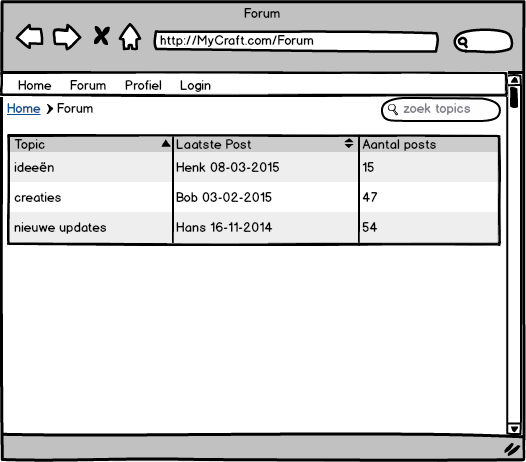 Forum
http://MyCraft.com/Forum
Home Forum Profiel Login
Home Forum
zoek topics
Topic Laatste Post Aantal posts
ideeën Henk 08-03-2015 15
creaties Bob 03-02-2015 47
nieuwe updates Hans 16-11-2014 54